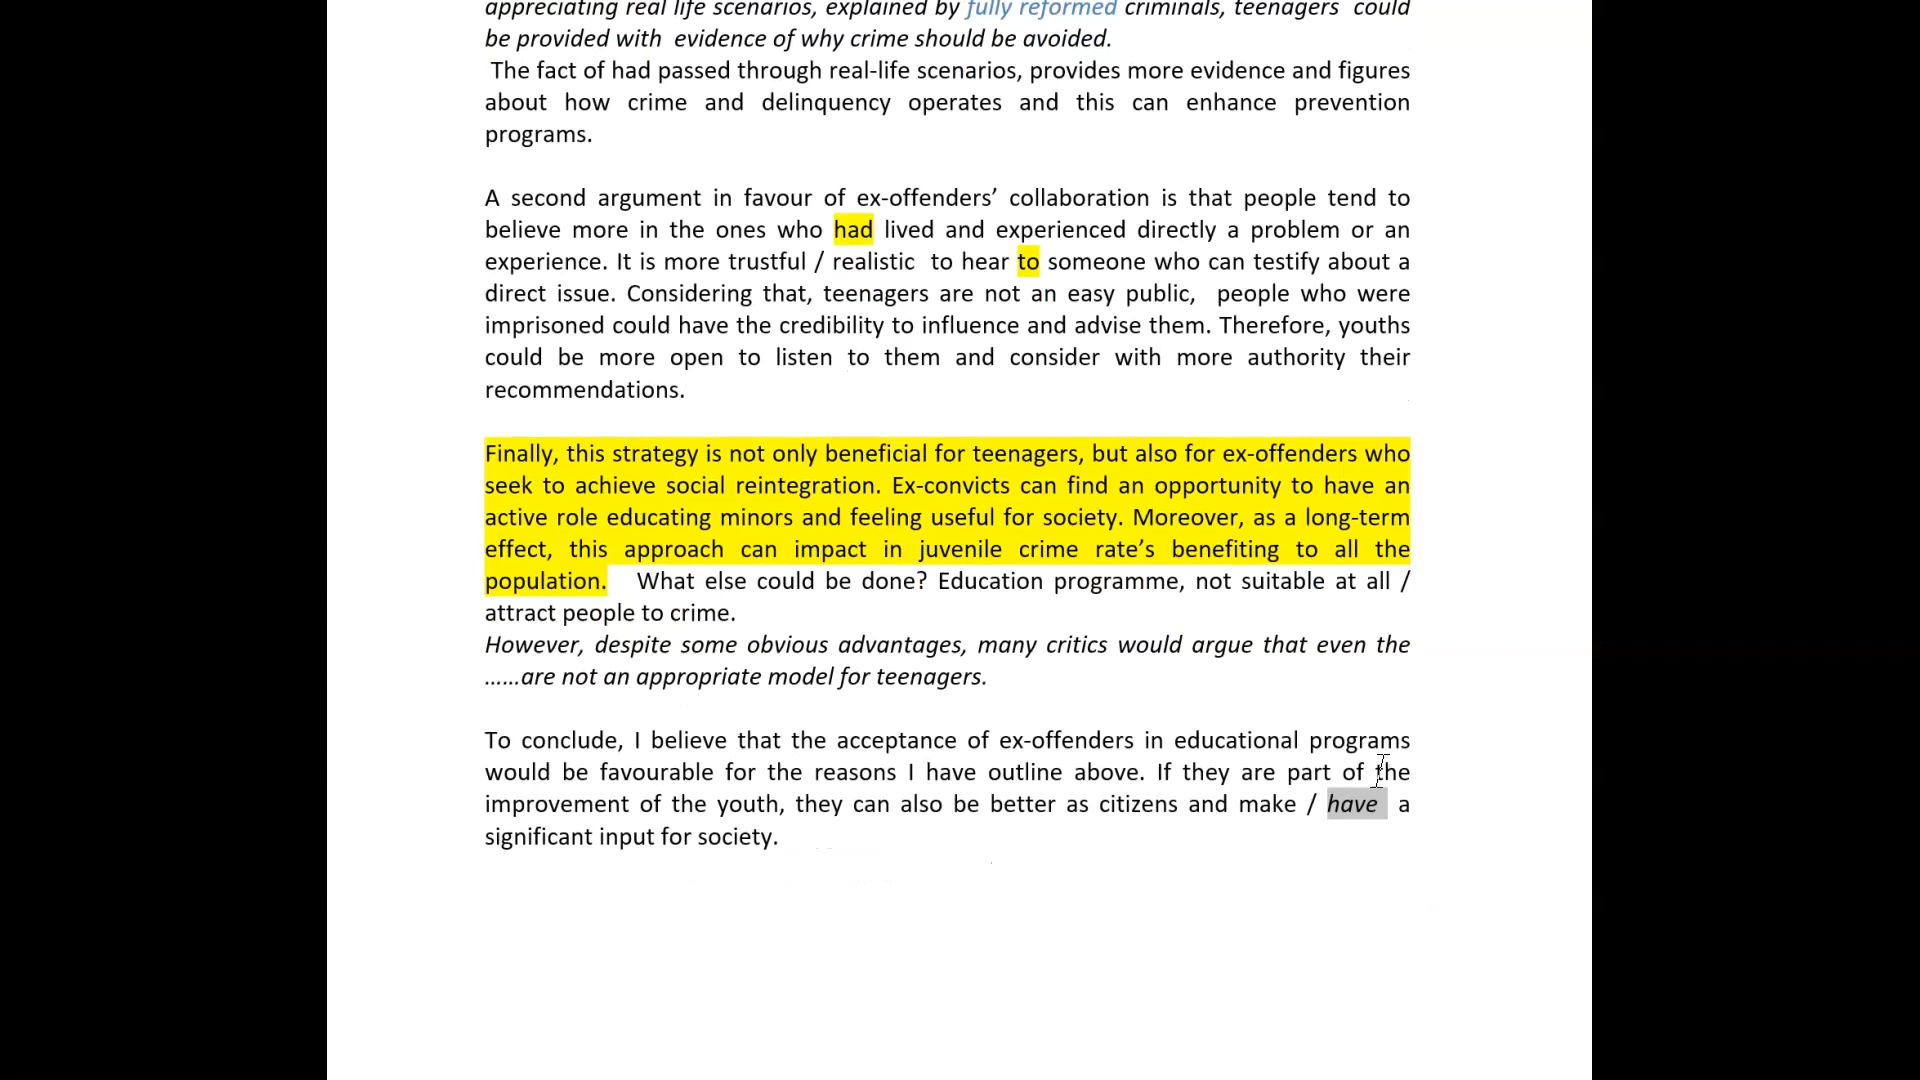 appreciating real life scenarios, explained by fully reformed criminals, teenagers could
be provided with evidence of why crime should be avoided.
The fact of had passed through real-life scenarios, provides more evidence and figures
about how crime and delinquency operates and this can enhance prevention
programs.
A second argument in favour of ex-offenders’ collaboration is that people tend to
believe more in the ones who had lived and experienced directly a problem or an
experience. It is more trustful / realistic to hear to someone who can testify about a
direct issue. Considering that, teenagers are not an easy public, people who were
imprisoned could have the credibility to influence and advise them. Therefore, youths
could be more open to listen to them and consider with more authority their
recommendations.
Finally, this strategy is not only beneficial for teenagers, but also for ex-offenders who
seek to achieve social reintegration. Ex-convicts can find an opportunity to have an
active role educating minors and feeling useful for society. Moreover, as a long-term
effect, this approach can impact in juvenile crime rate’s benefiting to all the
population. What else could be done? Education programme, not suitable at all /
attract people to crime.
However, despite some obvious advantages, many critics would argue that even the
……are not an appropriate model for teenagers.
To conclude, I believe that the acceptance of ex-offenders in educational programs
would be favourable for the reasons I have outline above. If they are part of the
improvement of the youth, they can also be better as citizens and make / have a
significant input for society.